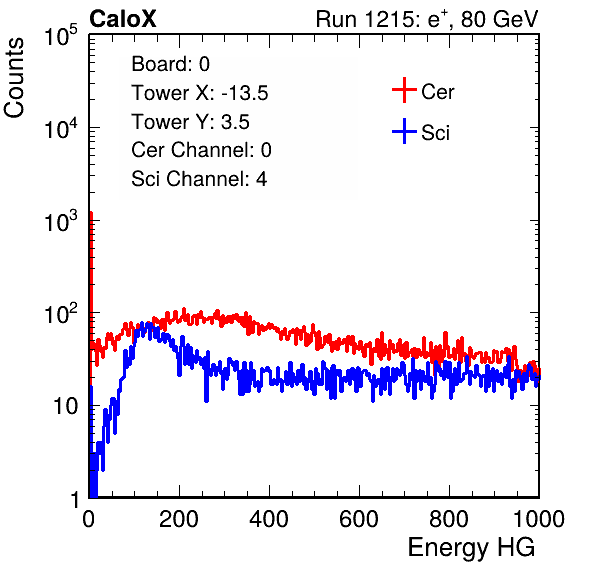 CaloX Run 1215: e⁺, 80 GeV
Counts
10⁵
10⁴
10³
10²
10
1
Board: 0
Tower X: -13.5
Tower Y: 3.5
Cer Channel: 0
Sci Channel: 4
Cer
Sci
0 200 400 600 800 1000
Energy HG